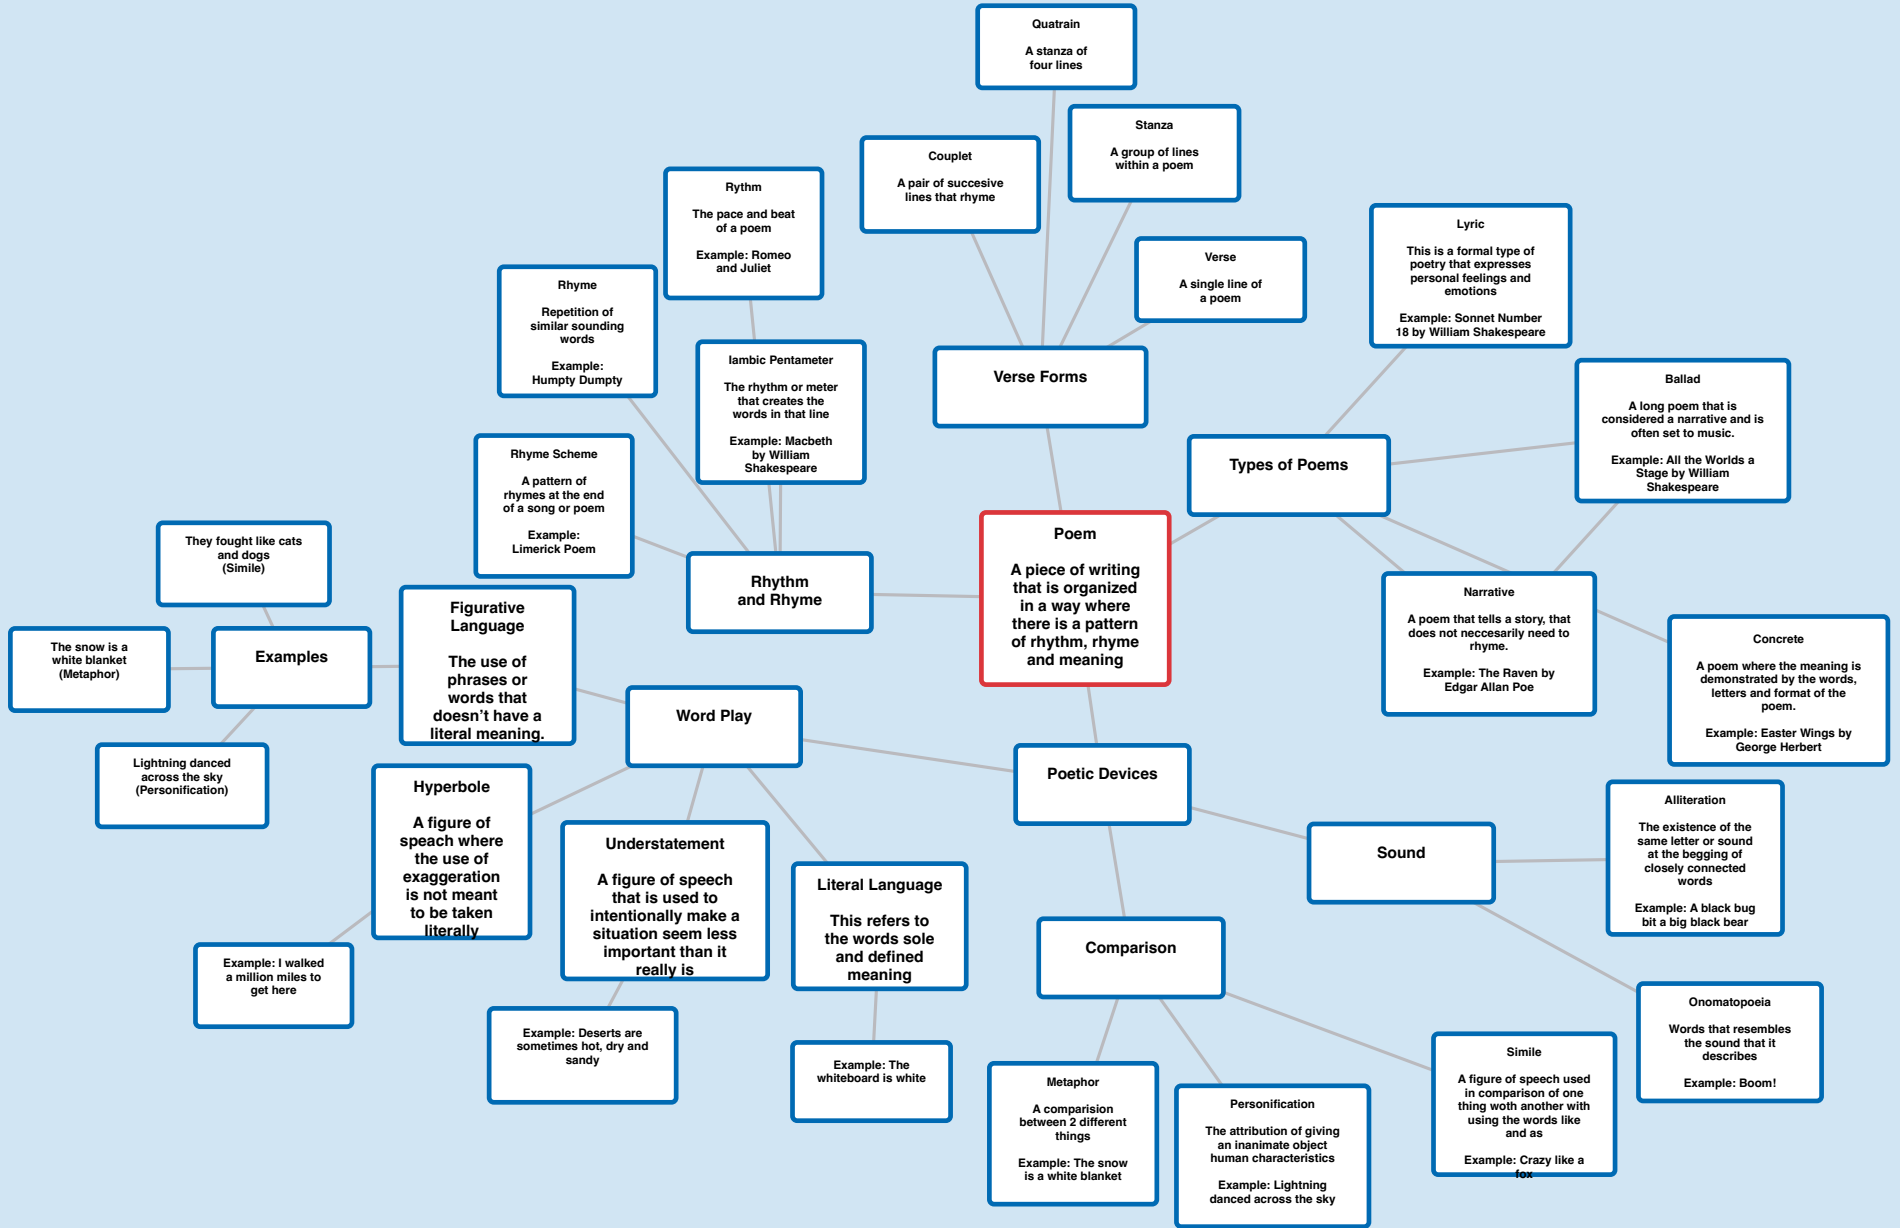 Quatrain
A stanza of
four lines
Stanza
A group of lines
within a poem
Couplet
A pair of succesive
lines that rhyme
Verse
A single line of
a poem
Verse Forms
Rythm
The pace and beat
of a poem
Example: Romeo
and Juliet
Rhyme
Repetition of
similar sounding
words
Example:
Humpty Dumpty
Iambic Pentameter
The rhythm or meter
that creates the
words in that line
Example: Macbeth
by William
Shakespeare
Rhyme Scheme
A pattern of
rhymes at the end
of a song or poem
Example:
Limerick Poem
Rhythm
and Rhyme
Lyric
This is a formal type of
poetry that expresses
personal feelings and
emotions
Example: Sonnet Number
18 by William Shakespeare
Ballad
A long poem that is
considered a narrative and is
often set to music.
Example: All the Worlds a
Stage by William
Shakespeare
Types of Poems
Narrative
A poem that tells a story, that
does not neccesarily need to
rhyme.
Example: The Raven by
Edgar Allan Poe
Concrete
A poem where the meaning is
demonstrated by the words,
letters and format of the
poem.
Example: Easter Wings by
George Herbert
Poem
A piece of writing
that is organized
in a way where
there is a pattern
of rhythm, rhyme
and meaning
They fought like cats
and dogs
(Simile)
The snow is a
white blanket
(Metaphor)
Examples
Lightning danced
across the sky
(Personification)
Figurative
Language
The use of
phrases or
words that
doesn't have a
literal meaning.
Word Play
Poetic Devices
Hyperbole
A figure of
speach where
the use of
exaggeration
is not meant
to be taken
literally
Example: I walked
a million miles to
get here
Understatement
A figure of speech
that is used to
intentionally make a
situation seem less
important than it
really is
Example: Deserts are
sometimes hot, dry and
sandy
Literal Language
This refers to
the words sole
and defined
meaning
Example: The
whiteboard is white
Sound
Alliteration
The existence of the
same letter or sound
at the begging of
closely connected
words
Example: A black bug
bit a big black bear
Onomatopoeia
Words that resembles
the sound that it
describes
Example: Boom!
Comparison
Metaphor
A comparision
between 2 different
things
Example: The snow
is a white blanket
Personification
The attribution of giving
an inanimate object
human characteristics
Example: Lightning
danced across the sky
Simile
A figure of speech used
in comparison of one
thing woth another with
using the words like
and as
Example: Crazy like a
fox